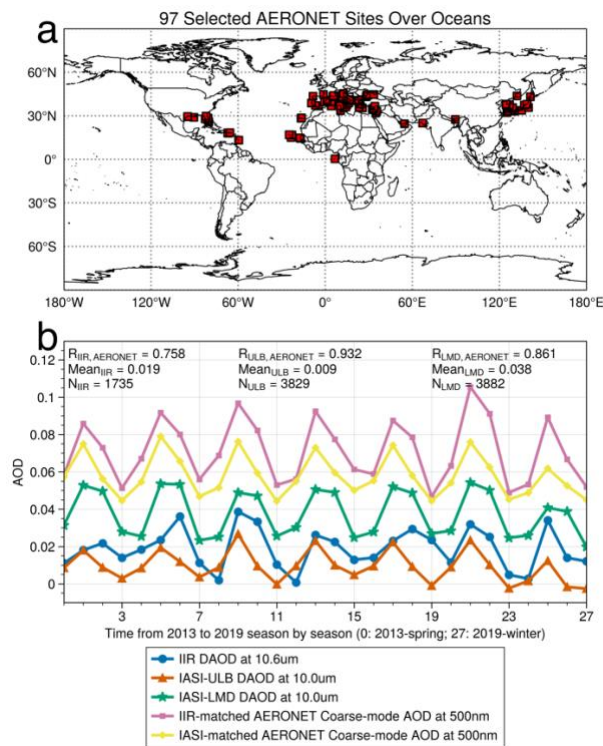 97 Selected AERONET Sites Over Oceans
a
60°N
30°N
0°
30°S
60°S
180°W 120°W 60°W 0° 60°E 120°E 180°E
b
R_IIR, AERONET = 0.758 R_ULB, AERONET = 0.932 R_LMD, AERONET = 0.861
Mean_IIR = 0.019 Mean_ULB = 0.009 Mean_LMD = 0.038
N_IIR = 1735 N_ULB = 3829 N_LMD = 3882
0.12
0.1
0.08
0.06
0.04
0.02
0
AOD
3 7 11 15 19 23 27
Time from 2013 to 2019 season by season (0: 2013-spring; 27: 2019-winter)
IIR DAOD at 10.6um
IASI-ULB DAOD at 10.0um
IASI-LMD DAOD at 10.0um
IIR-matched AERONET Coarse-mode AOD at 500nm
IASI-matched AERONET Coarse-mode AOD at 500nm